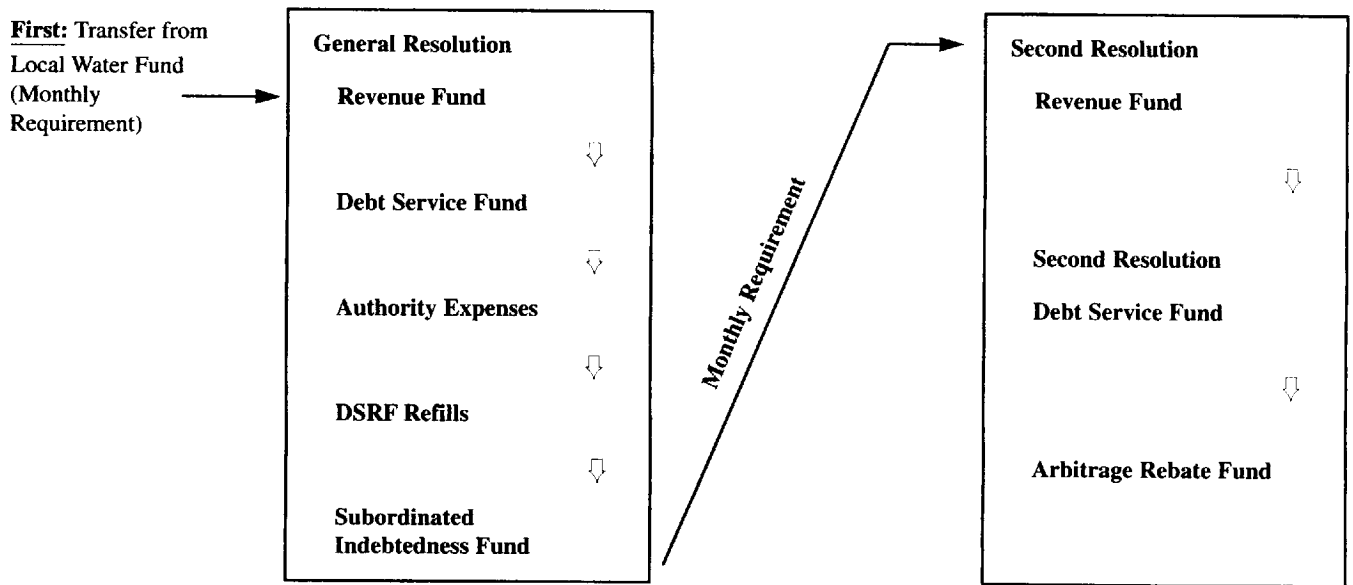 First: Transfer from
Local Water Fund
(Monthly
Requirement)
General Resolution
Revenue Fund
Debt Service Fund
Authority Expenses
DSRF Refills
Subordinated
Indebtedness Fund
Monthly Requirement
Second Resolution
Revenue Fund
Second Resolution
Debt Service Fund
Arbitrage Rebate Fund